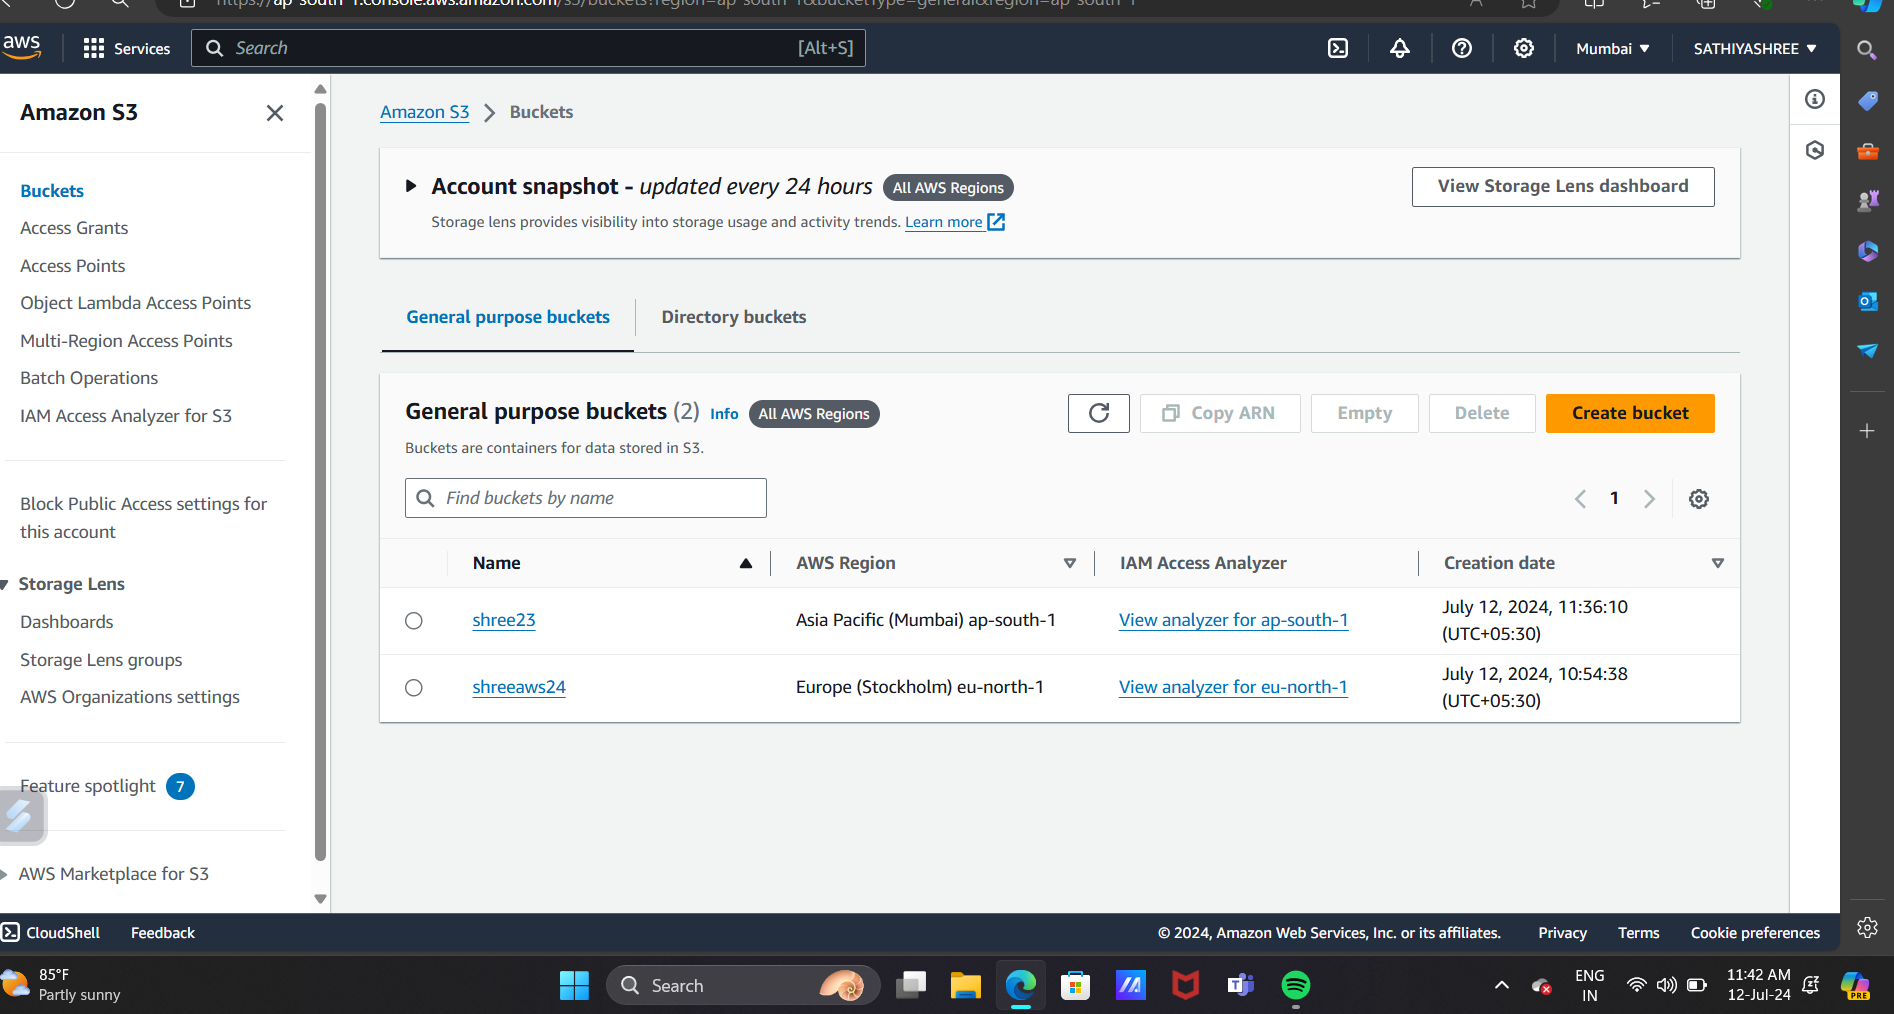 https://ap-south-1.console.aws.amazon.com/s3/buckets?region=ap-south-1&bucketType=general&region=ap-south-1
aws
Services
Search
[Alt+S]
Mumbai
SATHIYASHREE
Amazon S3
Buckets
Access Grants
Access Points
Object Lambda Access Points
Multi-Region Access Points
Batch Operations
IAM Access Analyzer for S3
Block Public Access settings for
this account
Storage Lens
Dashboards
Storage Lens groups
AWS Organizations settings
Feature spotlight 7
AWS Marketplace for S3
Amazon S3 > Buckets
Account snapshot - updated every 24 hours All AWS Regions
Storage lens provides visibility into storage usage and activity trends. Learn more
View Storage Lens dashboard
General purpose buckets
Directory buckets
General purpose buckets (2) Info All AWS Regions
Buckets are containers for data stored in S3.
Copy ARN
Empty
Delete
Create bucket
Find buckets by name
1
Name AWS Region IAM Access Analyzer Creation date
shree23 Asia Pacific (Mumbai) ap-south-1 View analyzer for ap-south-1 July 12, 2024, 11:36:10
(UTC+05:30)
shreeaws24 Europe (Stockholm) eu-north-1 View analyzer for eu-north-1 July 12, 2024, 10:54:38
(UTC+05:30)
CloudShell Feedback © 2024, Amazon Web Services, Inc. or its affiliates. Privacy Terms Cookie preferences
85°F
Partly sunny
Search
ENG
IN
11:42 AM
12-Jul-24
PRE